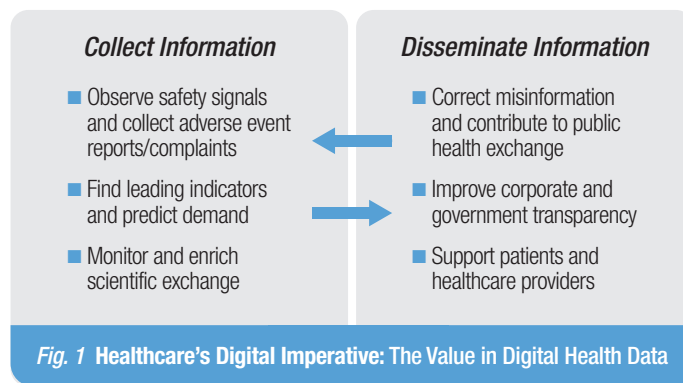 Collect Information
■ Observe safety signals
and collect adverse event
reports/complaints
■ Find leading indicators
and predict demand
■ Monitor and enrich
scientific exchange
Disseminate Information
■ Correct misinformation
and contribute to public
health exchange
■ Improve corporate and
government transparency
■ Support patients and
healthcare providers
Fig. 1 Healthcare's Digital Imperative: The Value in Digital Health Data